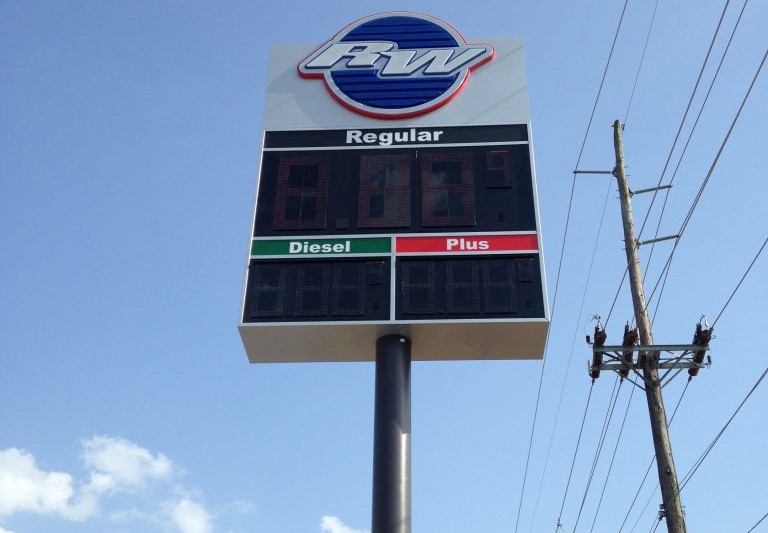 RW
Regular
Diesel Plus